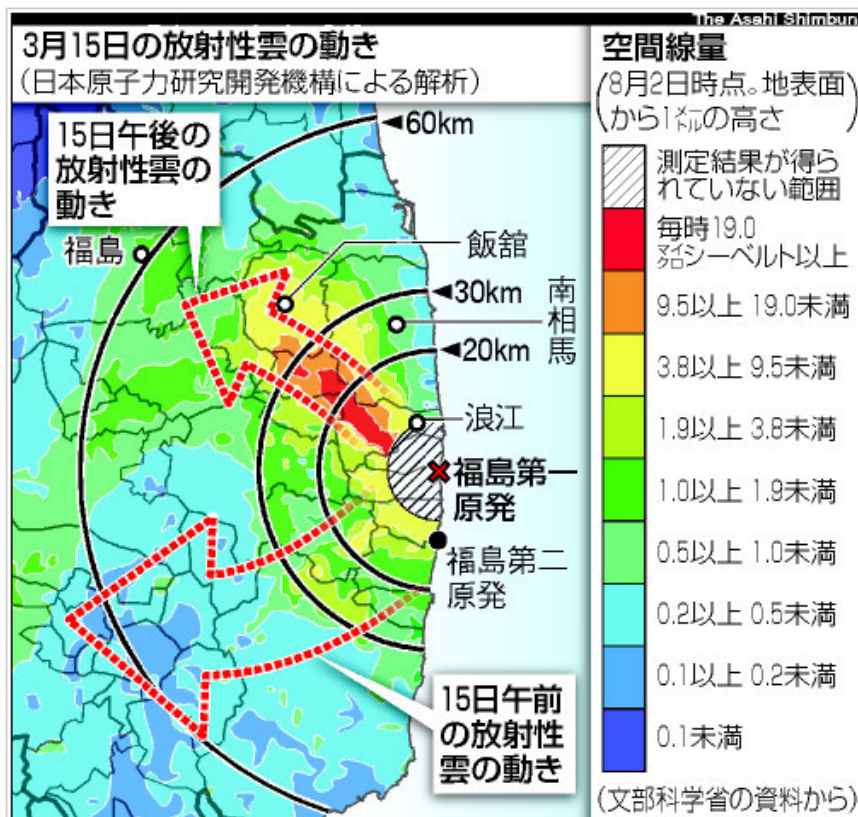 The Asahi Shimbun
3月15日の放射性雲の動き
(日本原子力研究開発機構による解析)
15日午後の
放射性雲の
動き
福島
飯舘
南相馬
浪江
福島第一
原発
福島第二
原発
◀60km
◀30km
◀20km
15日午前
の放射性
雲の動き
空間線量
(8月2日時点。地表面
から1メートルの高さ)
測定結果が得ら
れていない範囲
毎時19.0
マイクロシーベルト以上
9.5以上 19.0未満
3.8以上 9.5未満
1.9以上 3.8未満
1.0以上 1.9未満
0.5以上 1.0未満
0.2以上 0.5未満
0.1以上 0.2未満
0.1未満
(文部科学省の資料から)